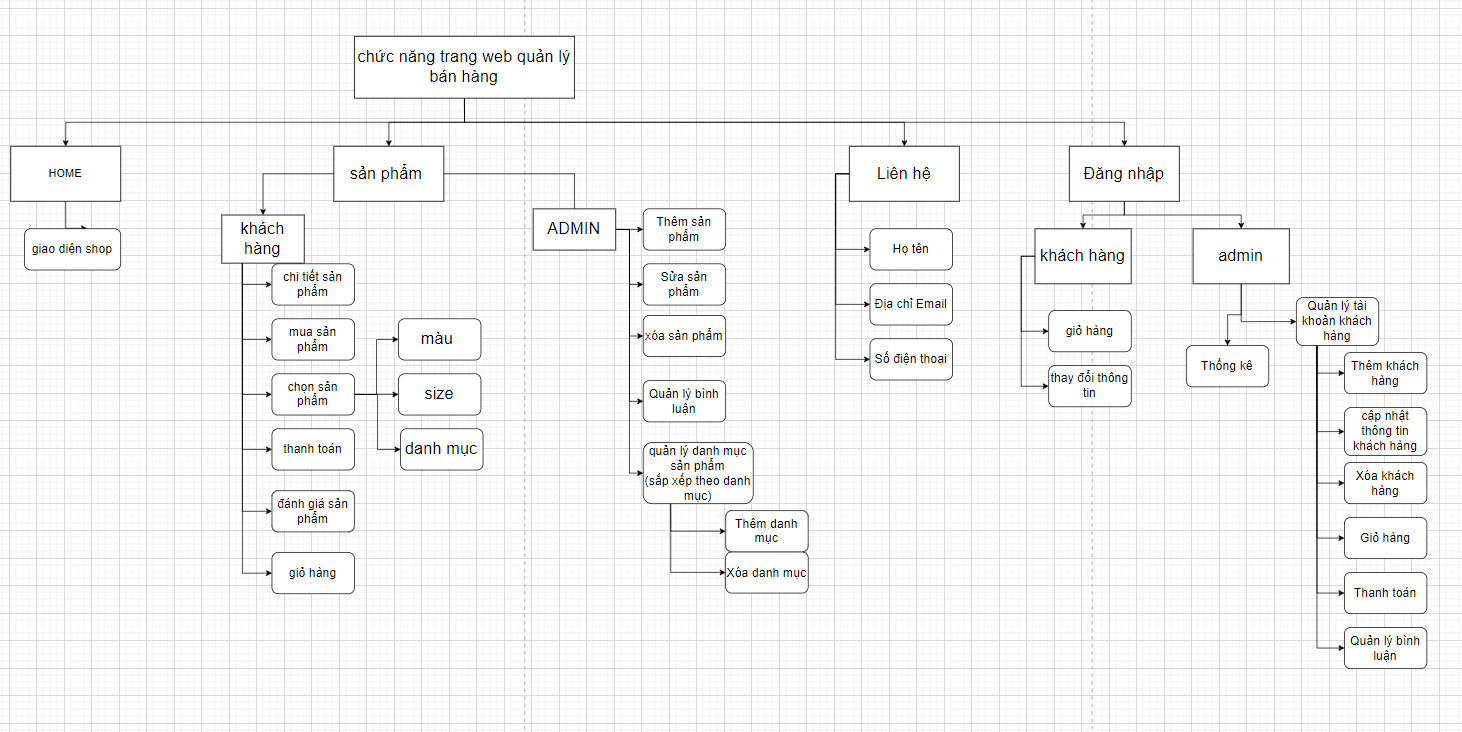 chức năng trang web quản lý
bán hàng
HOME
giao diện shop
sản phẩm
khách
hàng
chi tiết sản
phẩm
mua sản
phẩm
chọn sản
phẩm
màu
size
danh mục
thanh toán
đánh giá sản
phẩm
giỏ hàng
ADMIN
Thêm sản
phẩm
Sửa sản
phẩm
xóa sản phẩm
Quản lý bình
luận
quản lý danh mục
sản phẩm
(sắp xếp theo danh
mục)
Thêm danh
mục
Xóa danh mục
Liên hệ
Họ tên
Địa chỉ Email
Số điện thoại
Đăng nhập
khách hàng
giỏ hàng
thay đổi thông
tin
admin
Thống kê
Quản lý tài
khoản khách
hàng
Thêm khách
hàng
cập nhật
thông tin
khách hàng
Xóa khách
hàng
Giỏ hàng
Thanh toán
Quản lý bình
luận